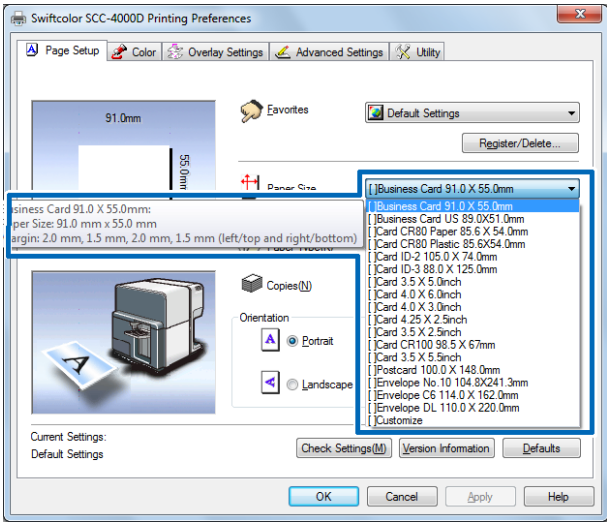 Swiftcolor SCC-4000D Printing Preferences
Page Setup Color Overlay Settings Advanced Settings Utility
91.0mm
55.0mm
Favorites
Default Settings
Register/Delete...
Paper Size
[ ]Business Card 91.0 X 55.0mm
siness Card 91.0 X 55.0mm:
per Size: 91.0 mm x 55.0 mm
argin: 2.0 mm, 1.5 mm, 2.0 mm, 1.5 mm (left/top and right/bottom)
[ ]Business Card 91.0 X 55.0mm
[ ]Business Card US 89.0X51.0mm
[ ]Card CR80 Paper 85.6 X 54.0mm
[ ]Card CR80 Plastic 85.6X54.0mm
[ ]Card ID-2 105.0 X 74.0mm
[ ]Card ID-3 88.0 X 125.0mm
[ ]Card 3.5 X 5.0inch
[ ]Card 4.0 X 6.0inch
[ ]Card 4.0 X 3.0inch
[ ]Card 4.25 X 2.5inch
[ ]Card 3.5 X 2.5inch
[ ]Card CR100 98.5 X 67mm
[ ]Card 3.5 X 5.5inch
[ ]Postcard 100.0 X 148.0mm
[ ]Envelope No.10 104.8X241.3mm
[ ]Envelope C6 114.0 X 162.0mm
[ ]Envelope DL 110.0 X 220.0mm
[ ]Customize
Copies(N)
Orientation
A Portrait
A Landscape
A
Current Settings:
Default Settings
Check Settings(M) Version Information Defaults
OK Cancel Apply Help